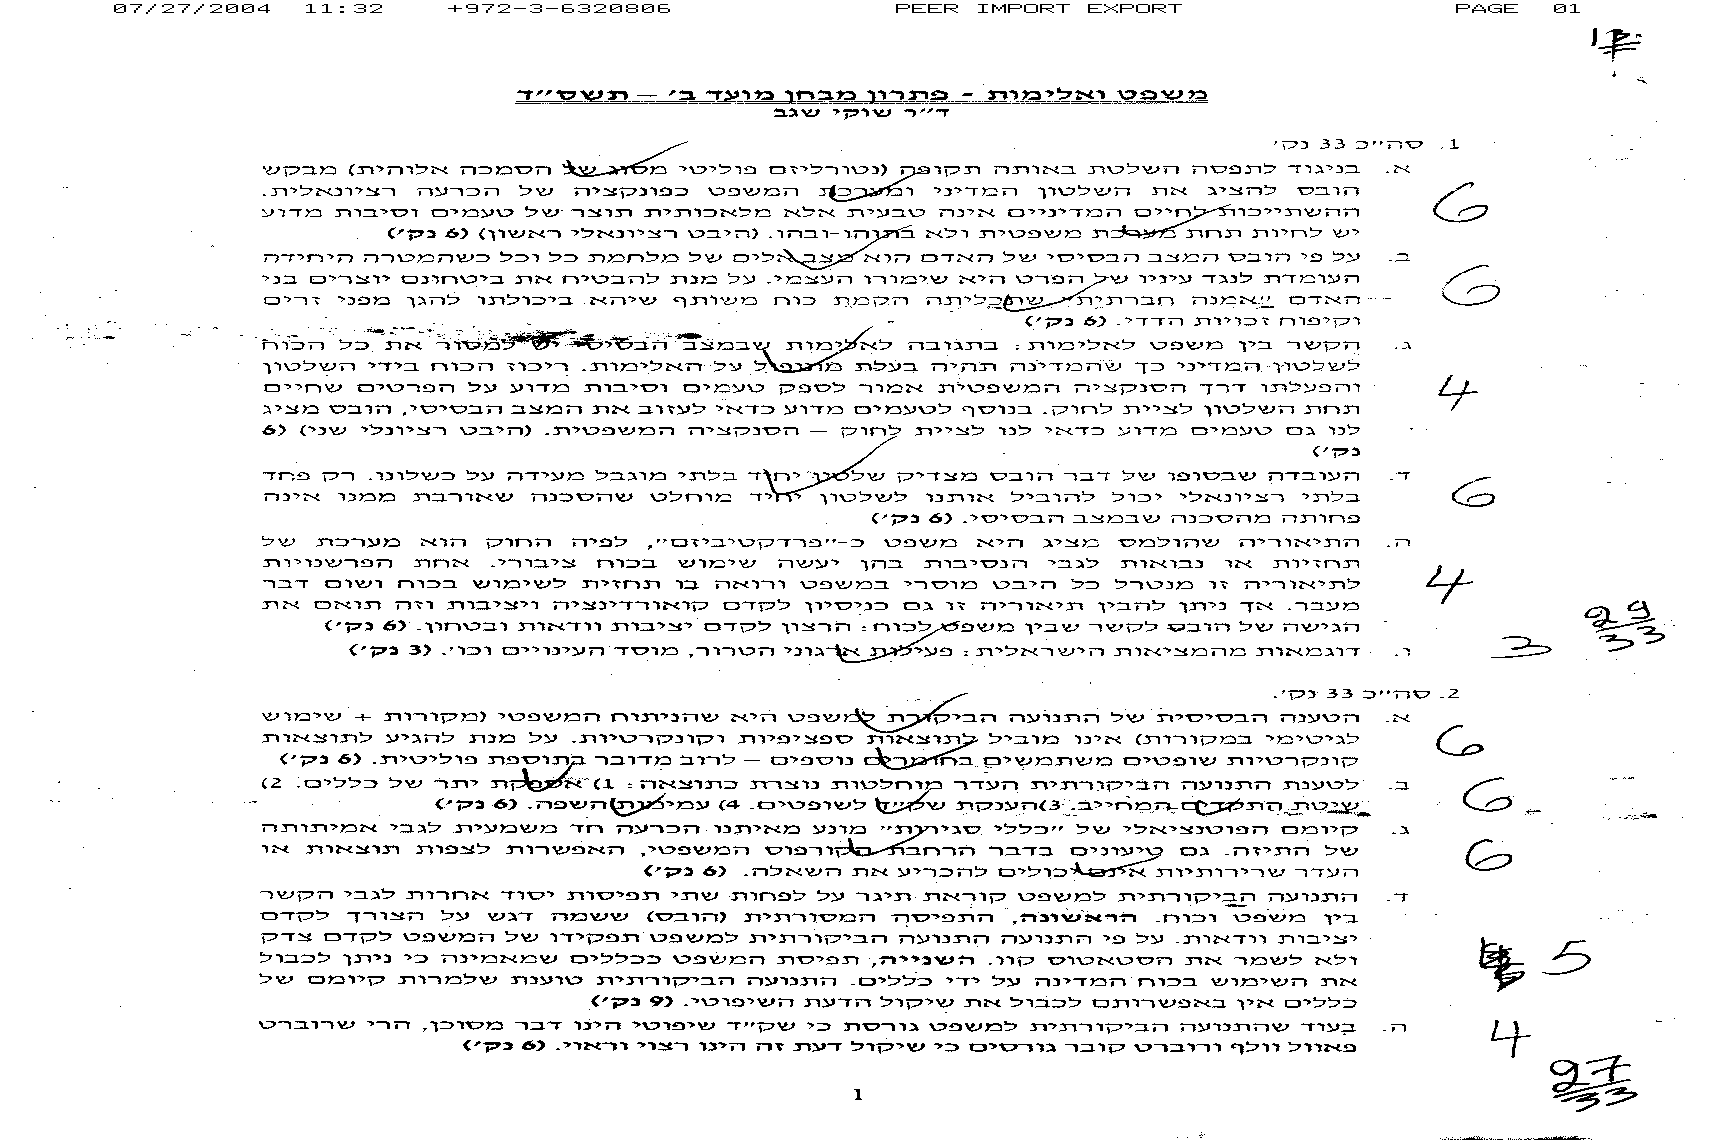 07/27/2004 11:32 +972-3-6320806 PEER IMPORT EXPORT PAGE 01
משפט ואלימות - פתרון מבחן מועד ב' – תשס"ד
ד"ר שוקי שגב
1. סה"כ 33 נק'
א. בניגוד לתפסה השלטת באותה תקופה (נטורליזם פוליטי מסוג של הסמכה אלוהית) מבקש
הובס להציג את השלטון המדיני ומערכת המשפט כפונקציה של הכרעה רציונאלית.
ההשתייכות לחיים המדיניים אינה טבעית אלא מלאכותית תוצר של טעמים וסיבות מדוע
יש לחיות תחת מערכת משפטית ולא בתוהו-ובהו. (היבט רציונאלי ראשון) (6 נק')
6
ב. על פי הובס המצב הבסיסי של האדם הוא מצב אלים של מלחמת כל וכל כשהמטרה היחידה
העומדת לנגד עיניו של הפרט היא שימורו העצמי. על מנת להבטיח את ביטחונם יוצרים בני
האדם "אמנה חברתית" שתכליתה הקמת כוח משותף שיהא ביכולתו להגן מפני זרים
וקיפוח זכויות הדדי. (6 נק')
6
ג. הקשר בין משפט לאלימות: בתגובה לאלימות שבמצב הבסיסי יש למסור את כל הכוח
לשלטון המדיני כך שהמדינה תהיה בעלת מונופול על האלימות. ריכוז הכוח בידי השלטון
והפעלתו דרך הסנקציה המשפטית אמור לספק טעמים וסיבות מדוע על הפרטים שחיים
תחת השלטון לציית לחוק. בנוסף לטעמים מדוע כדאי לעזוב את המצב הבסיסי, הובס מציג
לנו גם טעמים מדוע כדאי לנו לציית לחוק – הסנקציה המשפטית. (היבט רציונלי שני) (6
נק')
4
ד. העובדה שבסופו של דבר הובס מצדיק שלטון יחיד בלתי מוגבל מעידה על כשלונו. רק פחד
בלתי רציונאלי יכול להוביל אותנו לשלטון יחיד מוחלט שהסכנה שאורבת ממנו אינה
פחותה מהסכנה שבמצב הבסיסי. (6 נק')
6
ה. התיאוריה שהולמס מציג היא משפט כ-"פרדקטיביזם", לפיה החוק הוא מערכת של
תחזיות או נבואות לגבי הנסיבות בהן יעשה שימוש בכוח ציבורי. אחת הפרשנויות
לתיאוריה זו מנטרל כל היבט מוסרי במשפט ורואה בו תחזית לשימוש בכוח ושום דבר
מעבר. אך ניתן להבין תיאוריה זו גם כניסיון לקדם קואורדינציה ויציבות וזה תואם את
הגישה של הובס לקשר שבין משפט לכוח: הרצון לקדם יציבות וודאות ובטחון. (6 נק')
4
ו. דוגמאות מהמציאות הישראלית: פעילות ארגוני הטרור, מוסד העינויים וכו'. (3 נק')
3
29/33
2. סה"כ 33 נק'.
א. הטענה הבסיסית של התנועה הביקורת למשפט היא שהניתוח המשפטי (מקורות + שימוש
לגיטימי במקורות) אינו מוביל לתוצאות ספציפיות וקונקרטיות. על מנת להגיע לתוצאות
קונקרטיות שופטים משתמשים בחומרים נוספים – לרוב מדובר בתוספת פוליטית. (6 נק')
6
ב. לטענת התנועה הביקורתית העדר מוחלטות נוצרת כתוצאה: 1) אספקת יתר של כללים. 2)
שיטת התקדים המחייב. 3)הענקת שק"ד לשופטים. 4) עמימות השפה. (6 נק')
6
ג. קיומם הפוטנציאלי של "כללי סגירות" מונע מאיתנו הכרעה חד משמעית לגבי אמיתותה
של התיזה. גם טיעונים בדבר הרחבת הקורפוס המשפטי, האפשרות לצפות תוצאות או
העדר שרירותיות אינם יכולים להכריע את השאלה. (6 נק')
6
ד. התנועה הביקורתית למשפט קוראת תיגר על לפחות שתי תפיסות יסוד אחרות לגבי הקשר
בין משפט וכוח. הראשונה, התפיסה המסורתית (הובס) ששמה דגש על הצורך לקדם
יציבות וודאות. על פי התנועה התנועה הביקורתית למשפט תפקידו של המשפט לקדם צדק
ולא לשמר את הסטאטוס קוו. השנייה, תפיסת המשפט ככללים שמאמינה כי ניתן לכבול
את השימוש בכוח המדינה על ידי כללים. התנועה הביקורתית טוענת שלמרות קיומם של
כללים אין באפשרותם לכבול את שיקול הדעת השיפוטי. (9 נק')
5
ה. בעוד שהתנועה הביקורתית למשפט גורסת כי שק"ד שיפוטי הינו דבר מסוכן, הרי שרוברט
פאוול וולף ורוברט קובר גורסים כי שיקול דעת זה הינו רצוי וראוי. (6 נק')
4
27/33
1